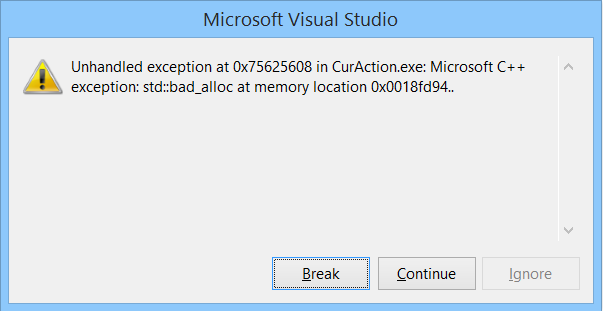 Microsoft Visual Studio
Unhandled exception at 0x75625608 in CurAction.exe: Microsoft C++
exception: std::bad_alloc at memory location 0x0018fd94..
Break Continue Ignore